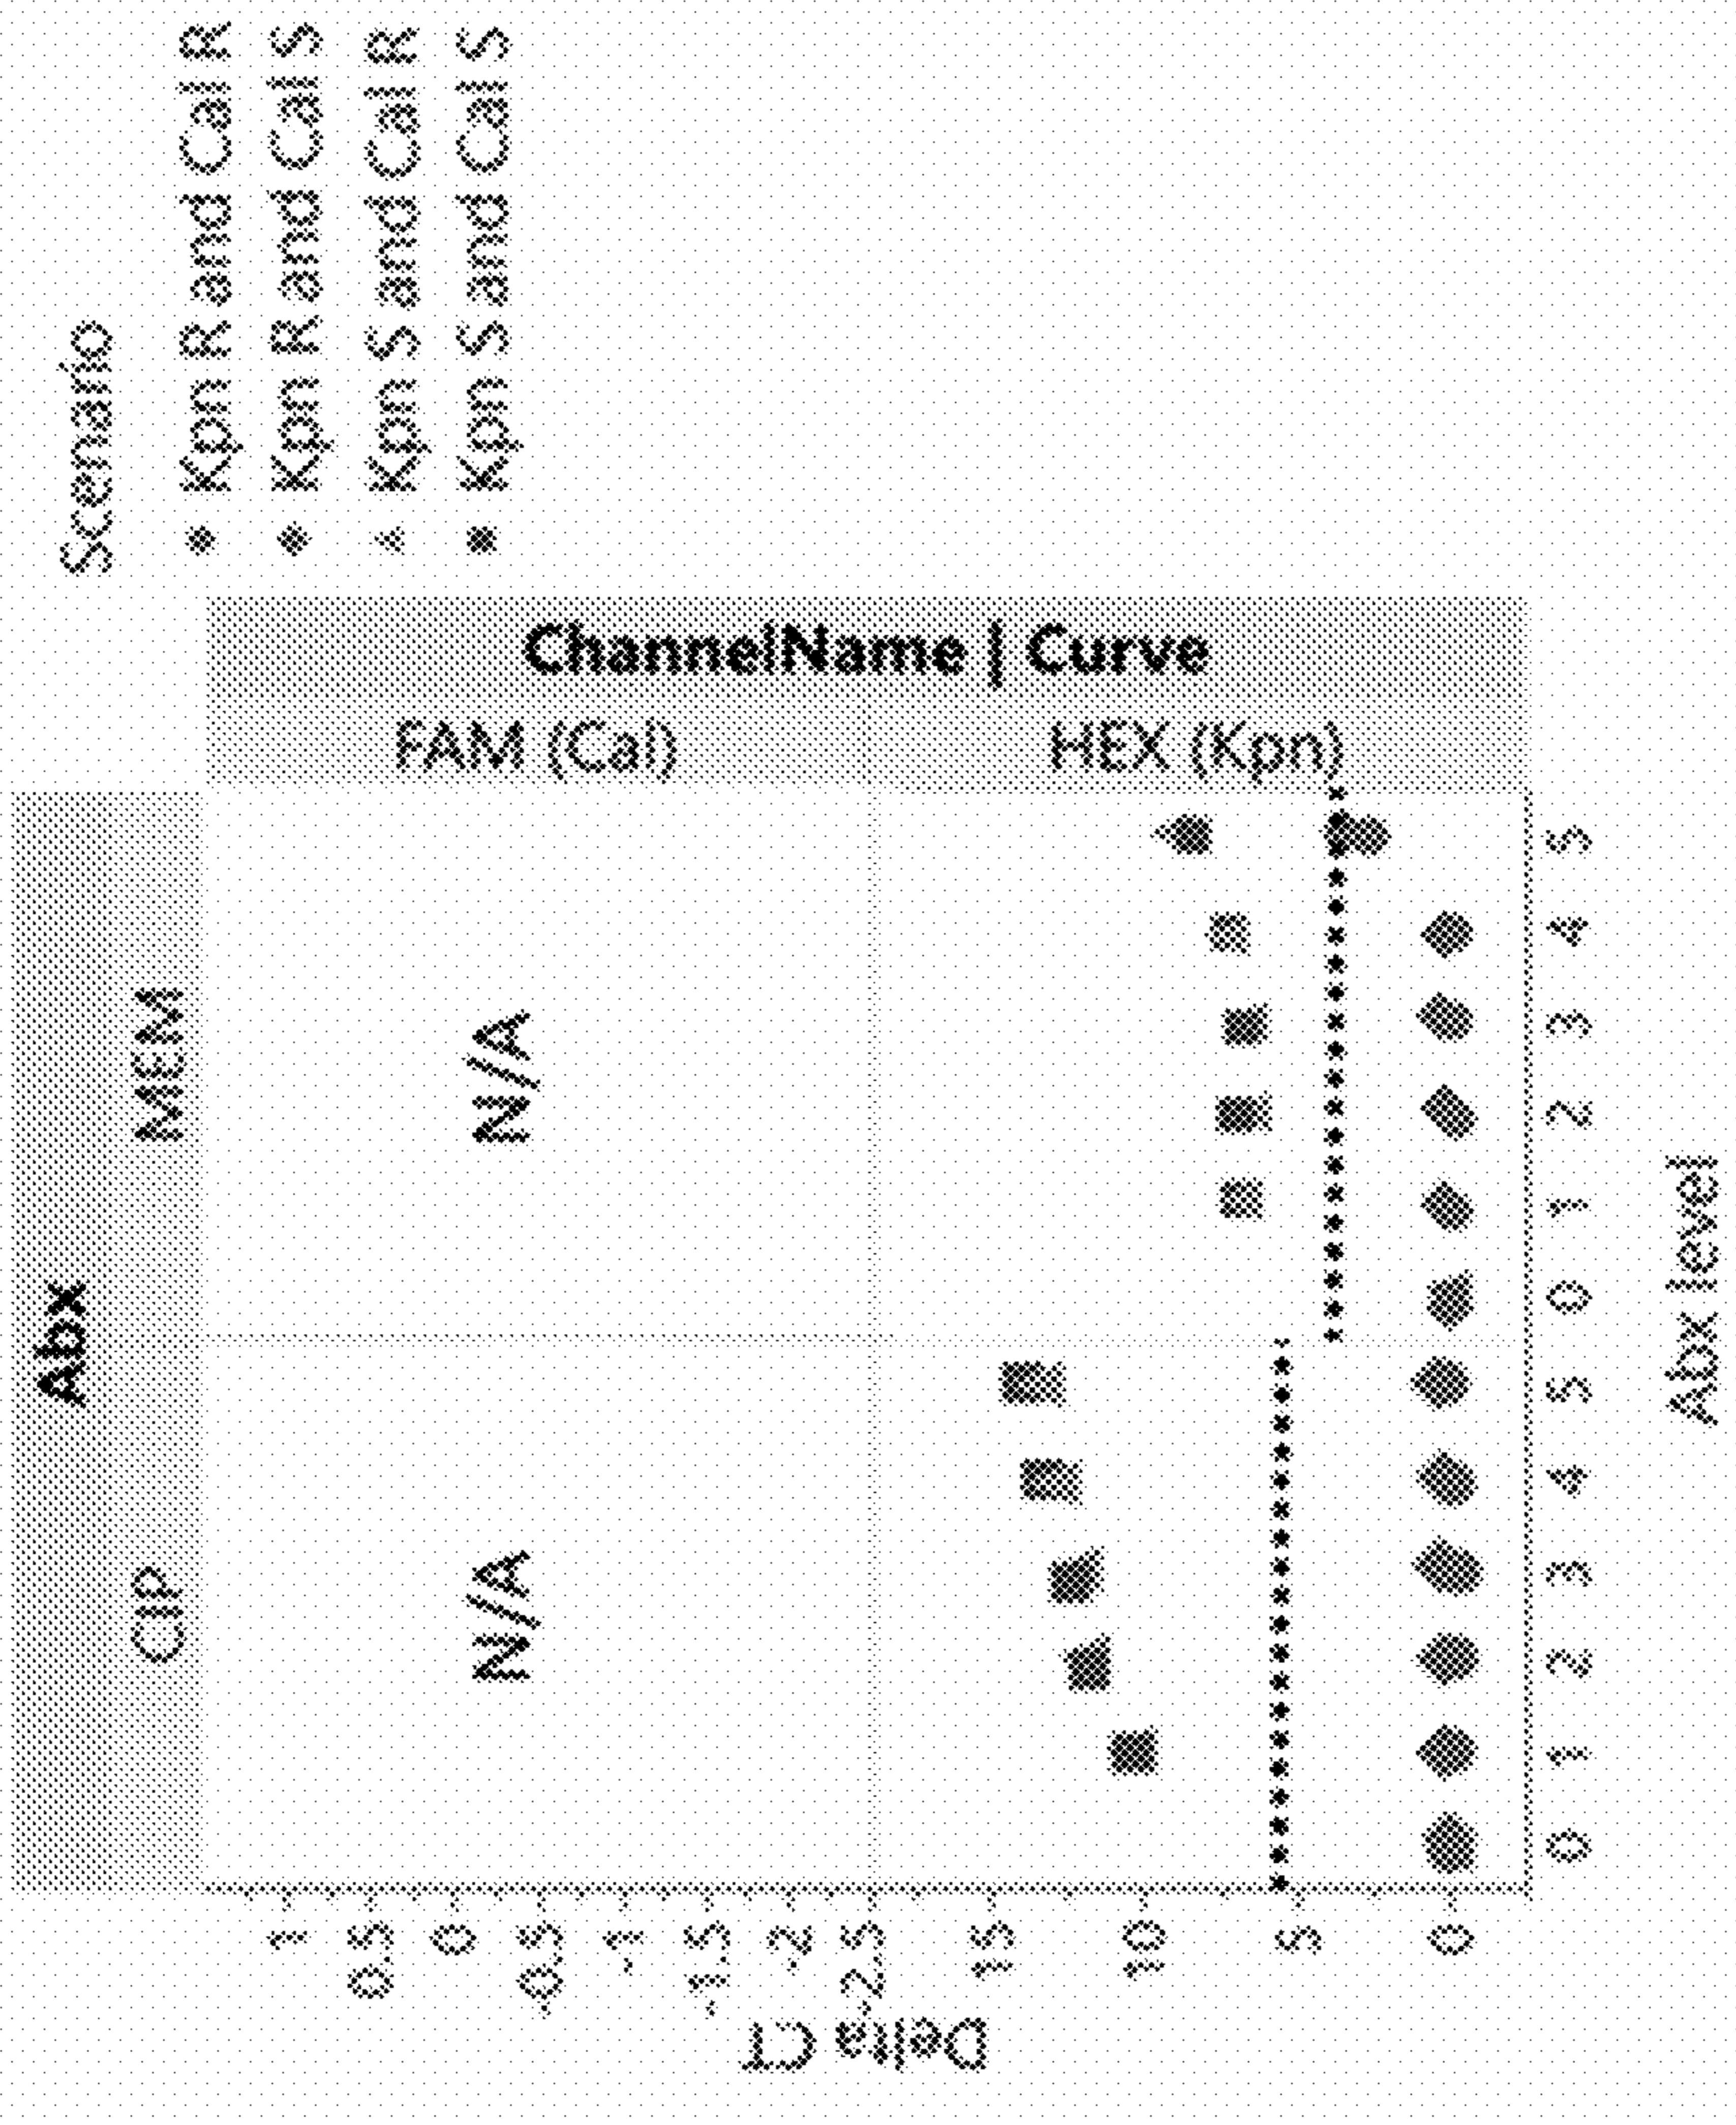 Abx
CIP
MEM
Scenario
Kpn R and Cal R
Kpn R and Cal S
Kpn S and Cal R
Kpn S and Cal S
ChannelName | Curve
FAM (Cal)
HEX (Kpn)
N/A
N/A
Delta CT
1
0.5
0
-0.5
-1
-1.5
-2
-2.5
15
10
5
0
0 1 2 3 4 5 0 1 2 3 4 5
Abx level